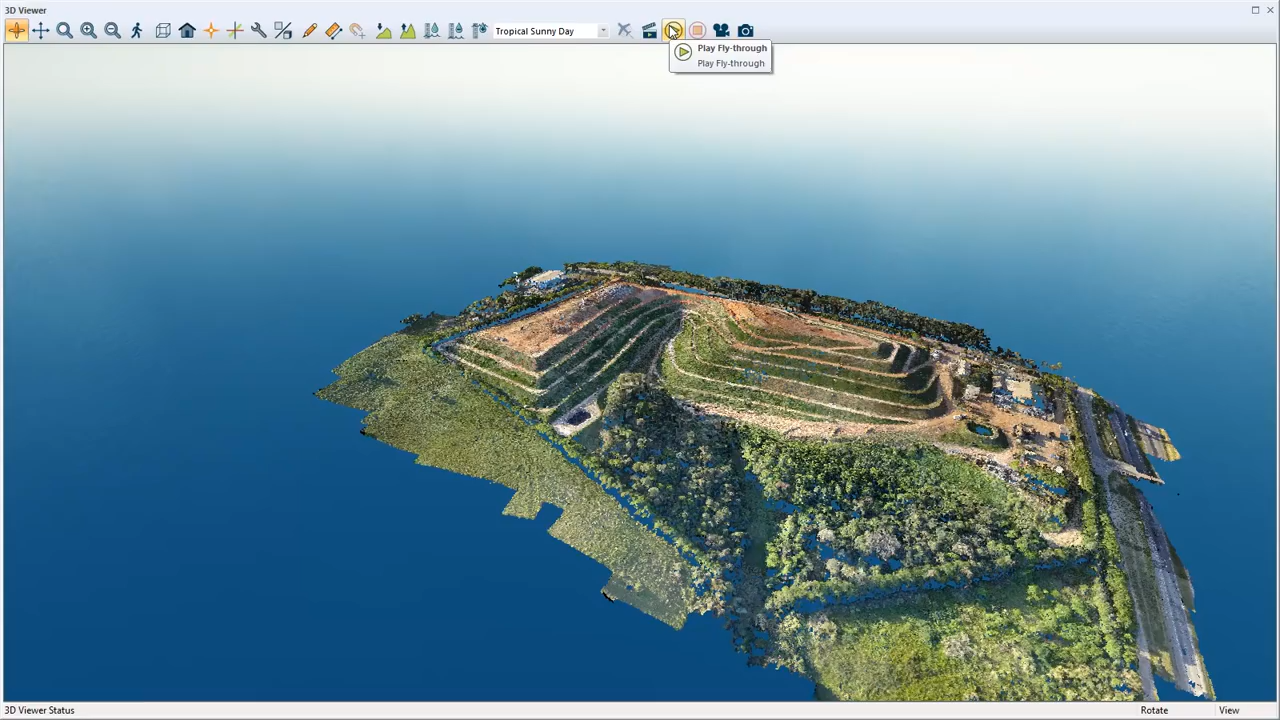 3D Viewer
Tropical Sunny Day
Play Fly-through
Play Fly-through
3D Viewer Status
Rotate
View